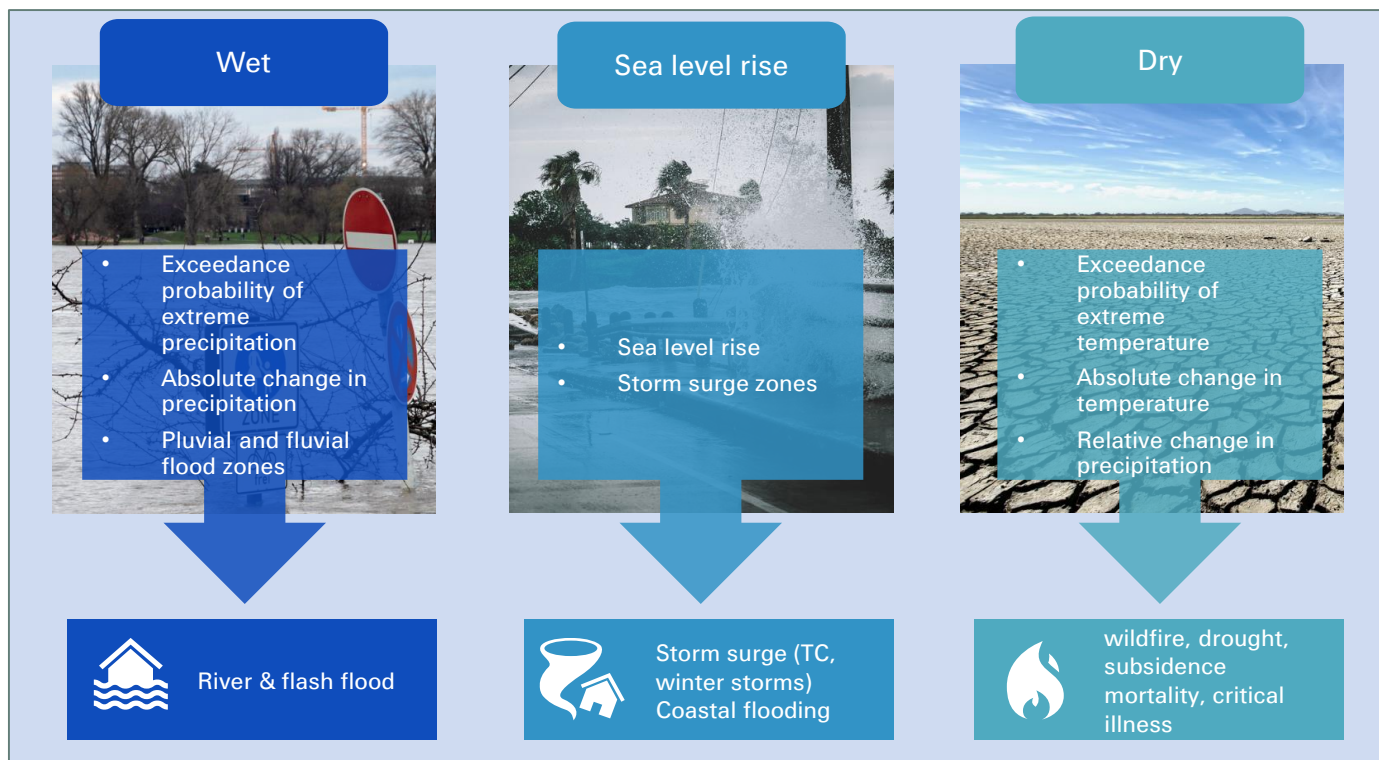 Wet
• Exceedance
probability of
extreme
precipitation
• Absolute change in
precipitation
• Pluvial and fluvial
flood zones
ZONE
frei
River & flash flood
Sea level rise
• Sea level rise
• Storm surge zones
Storm surge (TC,
winter storms)
Coastal flooding
Dry
• Exceedance
probability of
extreme
temperature
• Absolute change in
temperature
• Relative change in
precipitation
wildfire, drought,
subsidence
mortality, critical
illness